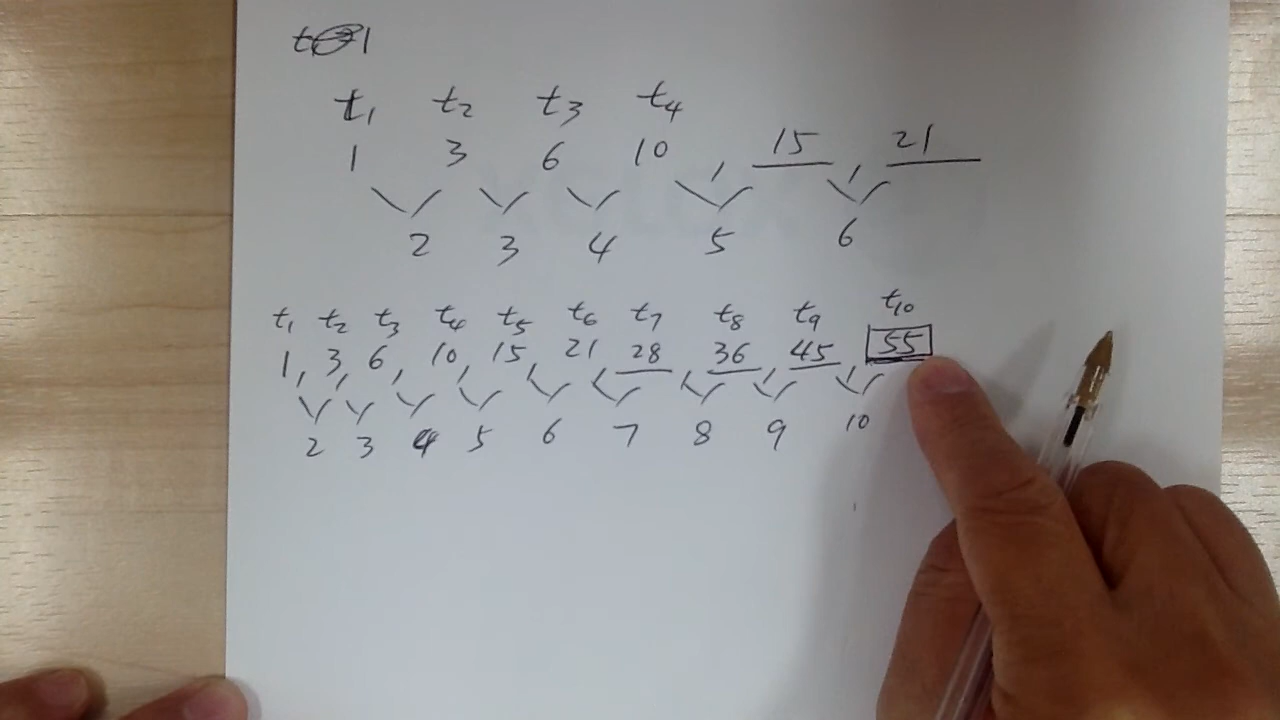 t₁
t₁ t₂ t₃ t₄
1 3 6 10 , 15 , 21
2 3 4 5 6
t₁ t₂ t₃ t₄ t₅ t₆ t₇ t₈ t₉ t₁₀
1, 3, 6, 10, 15, 21, 28, 36, 45, 55
2 3 4 5 6 7 8 9 10